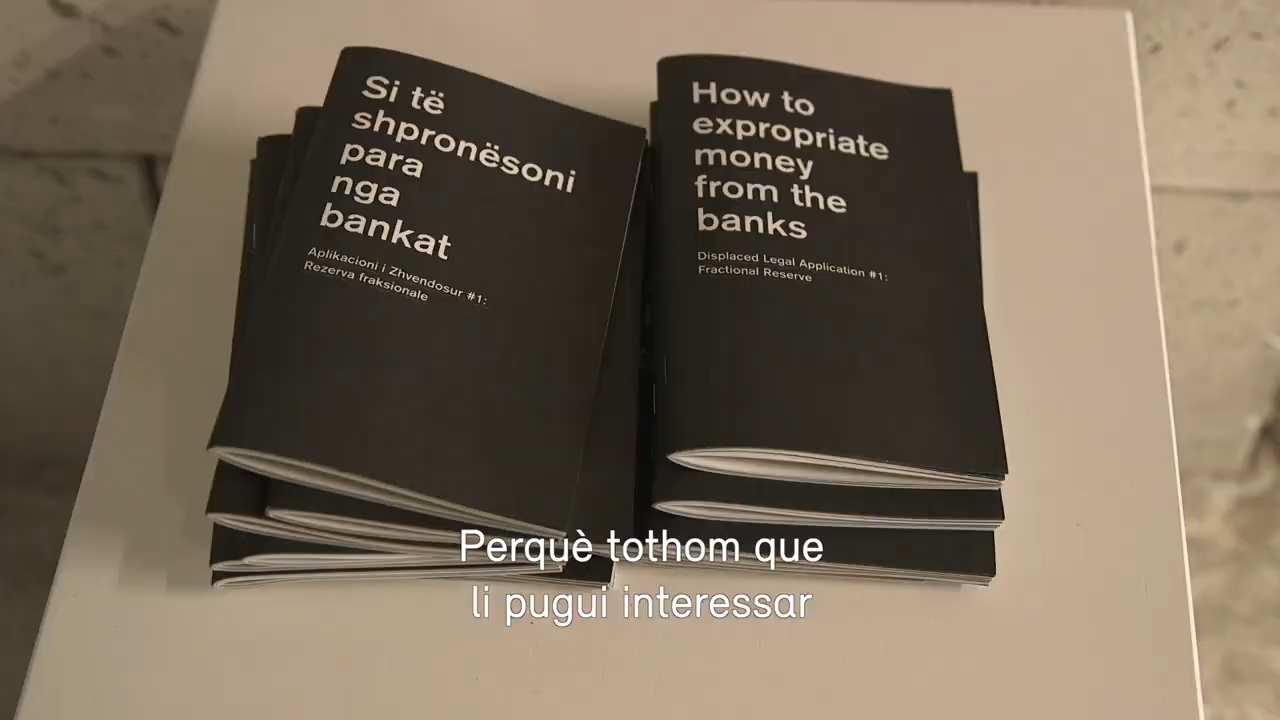 Si të
shpronësoni
para
nga
bankat
Aplikacioni i Zhvendosur #1:
Rezerva fraksionale
How to
expropriate
money
from the
banks
Displaced Legal Application #1:
Fractional Reserve
Perquè tothom que
li pugui interessar